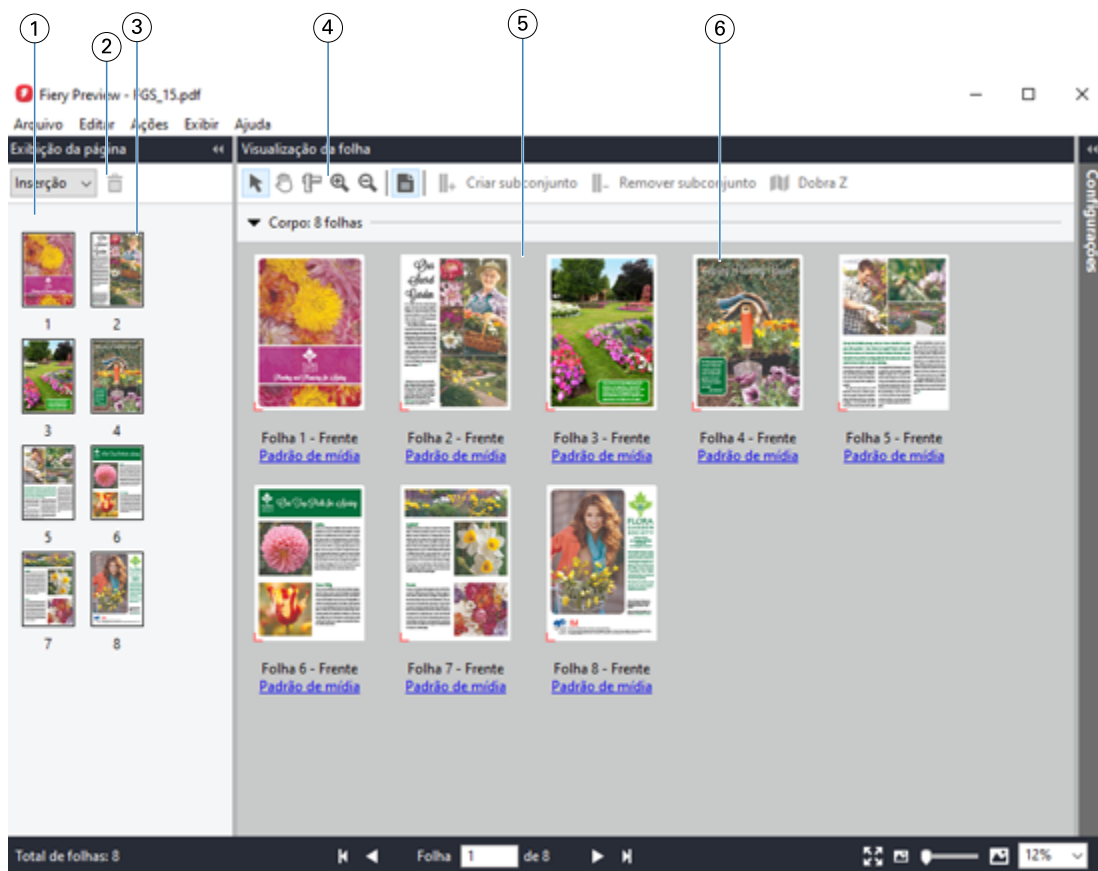 1 2 3 4 5 6
Fiery Preview - FGS_15.pdf
Arquivo Editar Ações Exibir Ajuda
Exibição da página
Visualização da folha
Inserção
Criar subconjunto Remover subconjunto Dobra Z
Configurações
Corpo: 8 folhas
1 2
3 4
5 6
7 8
Our Secret Garden
FLORA
Folha 1 - Frente Folha 2 - Frente Folha 3 - Frente Folha 4 - Frente Folha 5 - Frente
Padrão de mídia Padrão de mídia Padrão de mídia Padrão de mídia Padrão de mídia
Folha 6 - Frente Folha 7 - Frente Folha 8 - Frente
Padrão de mídia Padrão de mídia Padrão de mídia
Total de folhas: 8
Folha 1 de 8
12%